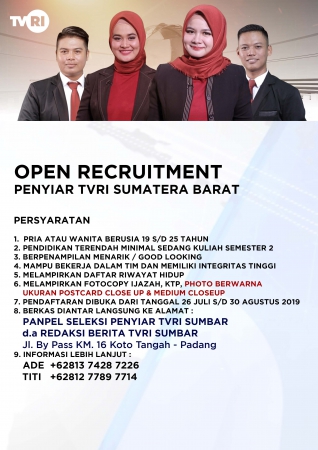 TVRI
OPEN RECRUITMENT
PENYIAR TVRI SUMATERA BARAT
PERSYARATAN
1. PRIA ATAU WANITA BERUSIA 19 S/D 25 TAHUN
2. PENDIDIKAN TERENDAH MINIMAL SEDANG KULIAH SEMESTER 2
3. BERPENAMPILAN MENARIK / GOOD LOOKING
4. MAMPU BEKERJA DALAM TIM DAN MEMILIKI INTEGRITAS TINGGI
5. MELAMPIRKAN DAFTAR RIWAYAT HIDUP
6. MELAMPIRKAN FOTOCOPY IJAZAH, KTP, PHOTO BERWARNA
UKURAN POSTCARD CLOSE UP & MEDIUM CLOSEUP
7. PENDAFTARAN DIBUKA DARI TANGGAL 26 JULI S/D 30 AGUSTUS 2019
8. BERKAS DIANTAR LANGSUNG KE ALAMAT :
PANPEL SELEKSI PENYIAR TVRI SUMBAR
d.a REDAKSI BERITA TVRI SUMBAR
Jl. By Pass KM. 16 Koto Tangah - Padang
9. INFORMASI LEBIH LANJUT :
ADE +62813 7428 7226
TITI +62812 7789 7714